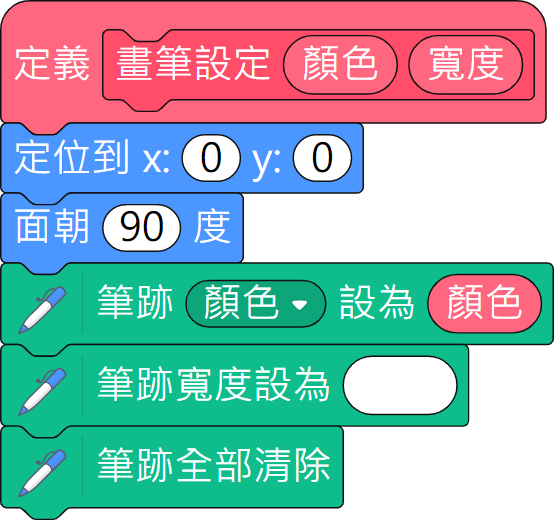 定義 畫筆設定 顏色 寬度
定位到 x: 0 y: 0
面朝 90 度
筆跡 顏色 設為 顏色
筆跡寬度設為
筆跡全部清除